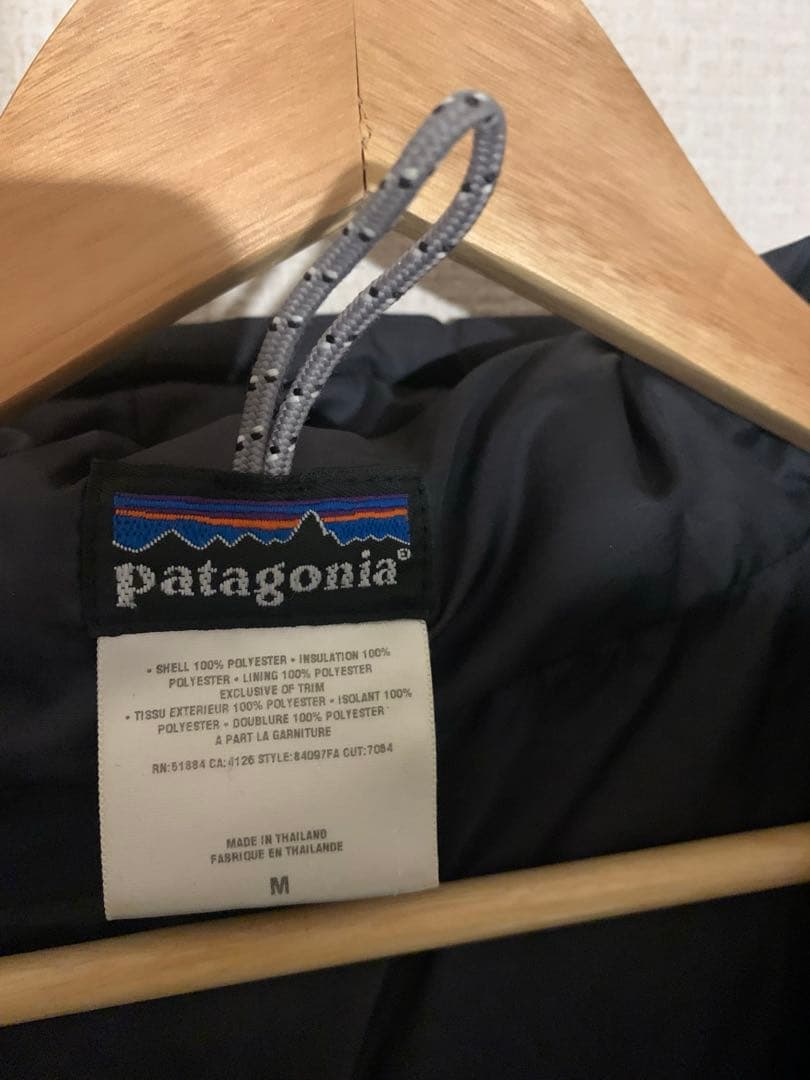 patagonia®
• SHELL 100% POLYESTER • INSULATION 100%
POLYESTER • LINING 100% POLYESTER
EXCLUSIVE OF TRIM
• TISSU EXTERIEUR 100% POLYESTER • ISOLANT 100%
POLYESTER • DOUBLURE 100% POLYESTER
A PART LA GARNITURE
RN:51884 CA:4126 STYLE:84097FA CUT:7084
MADE IN THAILAND
FABRIQUE EN THAILANDE
M